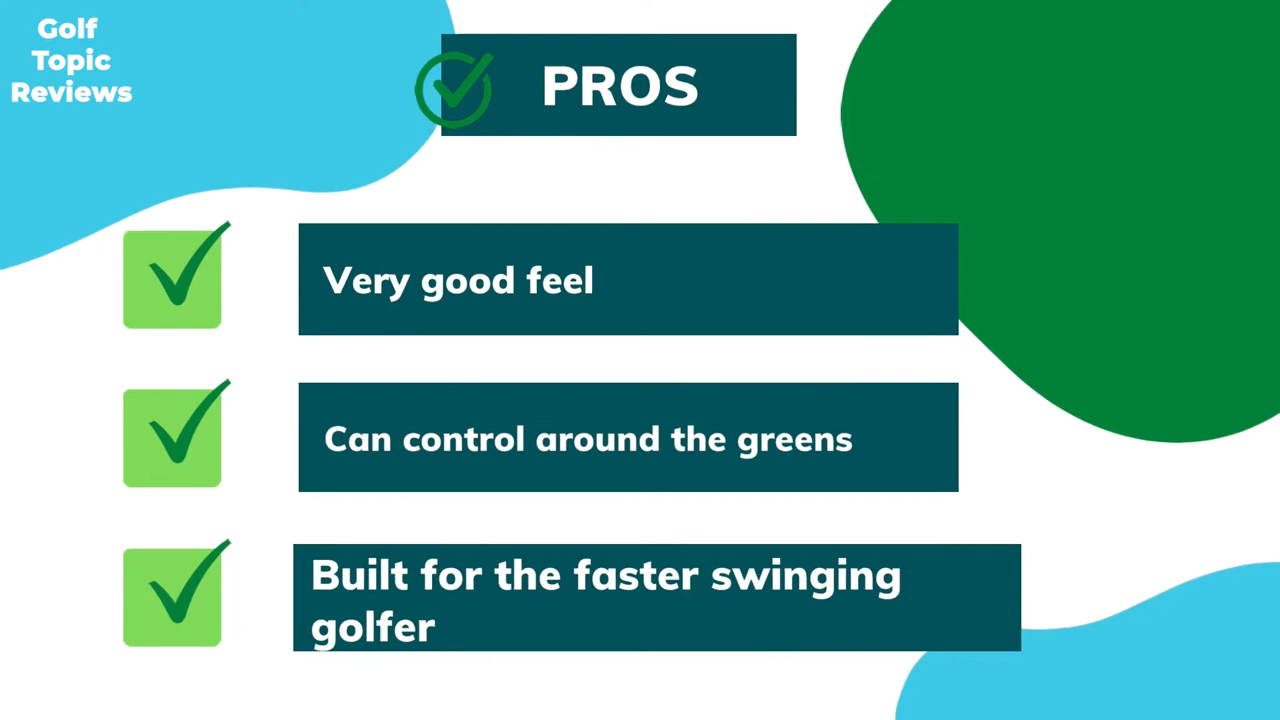 Golf
Topic
Reviews
PROS
Very good feel
Can control around the greens
Built for the faster swinging
golfer